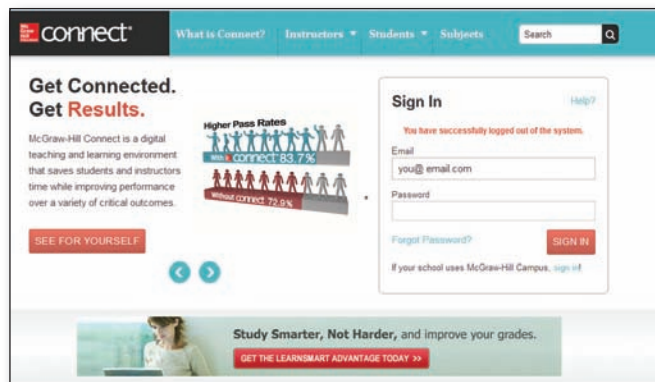 Mc Graw Hill connect®
What is Connect? Instructors Students Subjects Search
Get Connected.
Get Results.
McGraw-Hill Connect is a digital
teaching and learning environment
that saves students and instructors
time while improving performance
over a variety of critical outcomes.
SEE FOR YOURSELF
Higher Pass Rates
With connect 83.7%
Without connect 72.9%
Sign In Help?
You have successfully logged out of the system.
Email
you@ email.com
Password
Forgot Password? SIGN IN
If your school uses McGraw-Hill Campus, sign in!
Study Smarter, Not Harder, and improve your grades.
GET THE LEARNSMART ADVANTAGE TODAY >>